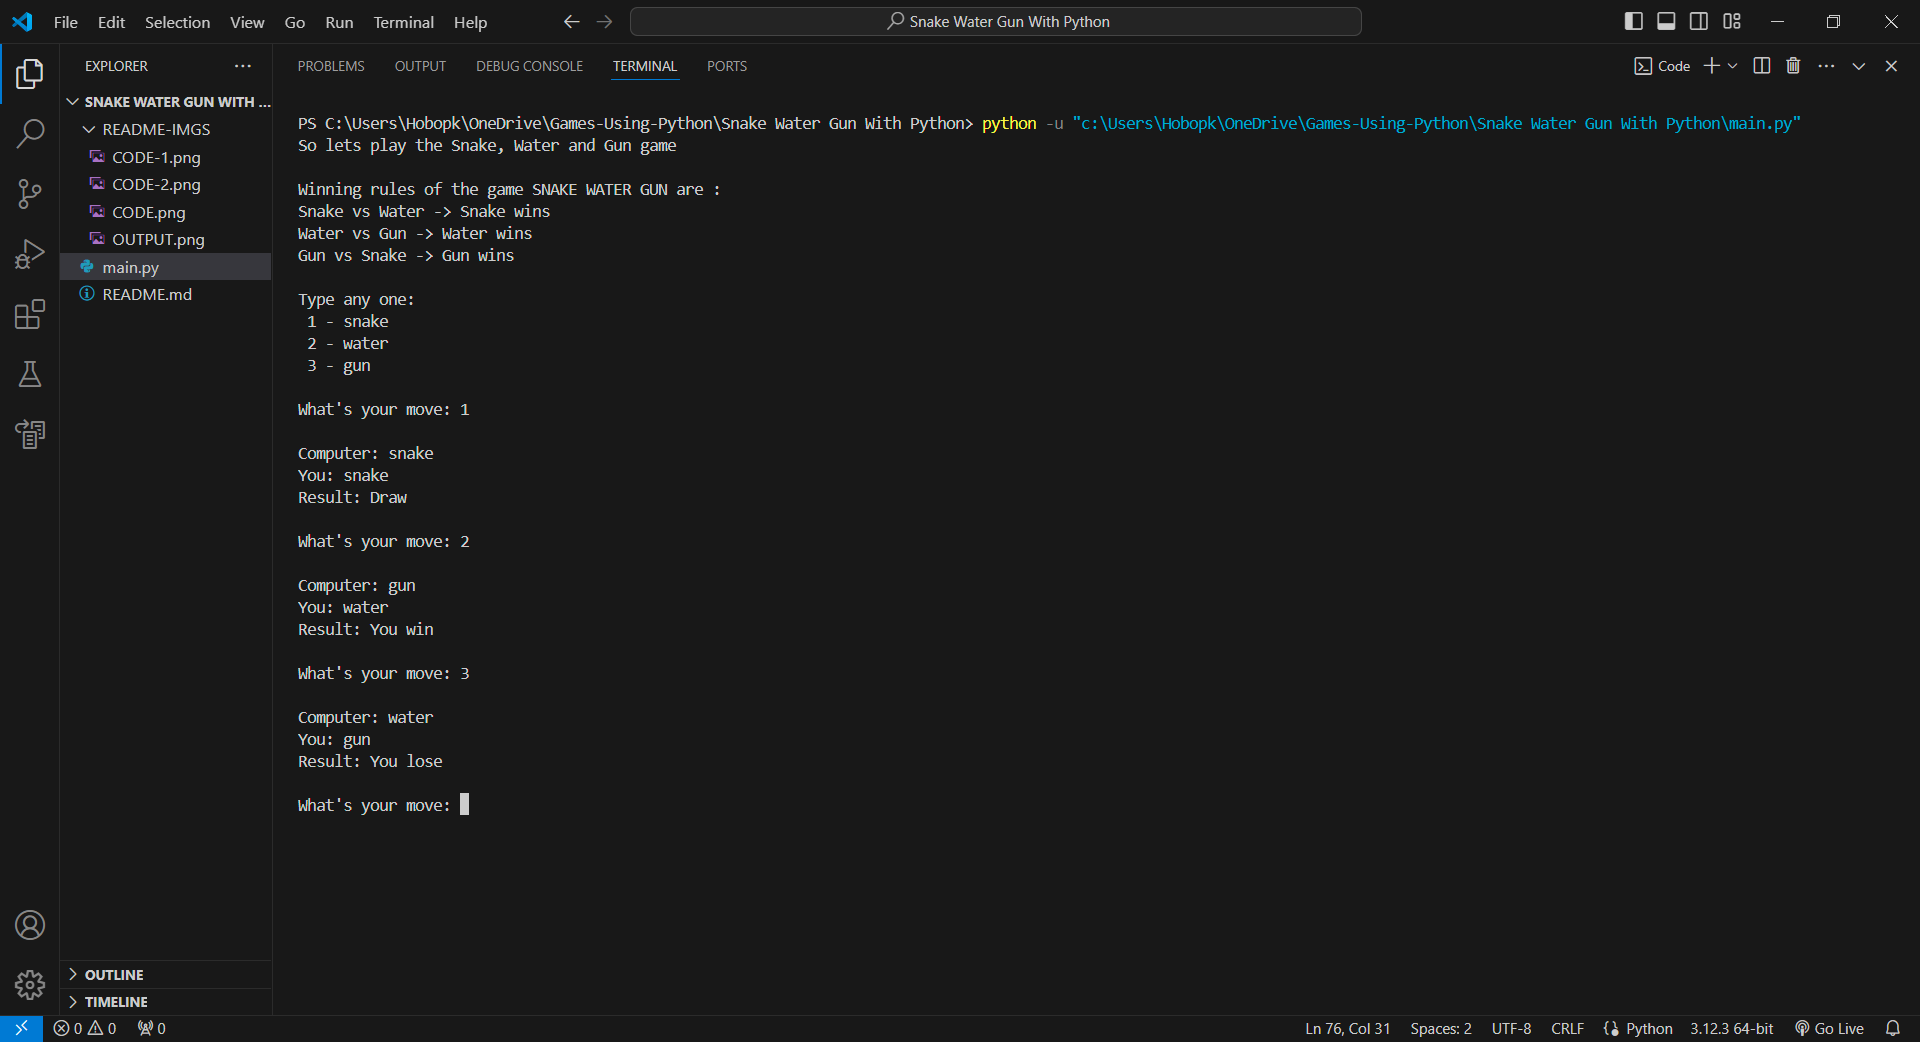 File Edit Selection View Go Run Terminal Help
Snake Water Gun With Python
EXPLORER
SNAKE WATER GUN WITH ...
README-IMGS
CODE-1.png
CODE-2.png
CODE.png
OUTPUT.png
main.py
README.md
OUTLINE
TIMELINE
PROBLEMS OUTPUT DEBUG CONSOLE TERMINAL PORTS
Code
PS C:\Users\Hobopk\OneDrive\Games-Using-Python\Snake Water Gun With Python> python -u "c:\Users\Hobopk\OneDrive\Games-Using-Python\Snake Water Gun With Python\main.py"
So lets play the Snake, Water and Gun game
Winning rules of the game SNAKE WATER GUN are :
Snake vs Water -> Snake wins
Water vs Gun -> Water wins
Gun vs Snake -> Gun wins
Type any one:
1 - snake
2 - water
3 - gun
What's your move: 1
Computer: snake
You: snake
Result: Draw
What's your move: 2
Computer: gun
You: water
Result: You win
What's your move: 3
Computer: water
You: gun
Result: You lose
What's your move:
0 0 0
Ln 76, Col 31 Spaces: 2 UTF-8 CRLF Python 3.12.3 64-bit Go Live